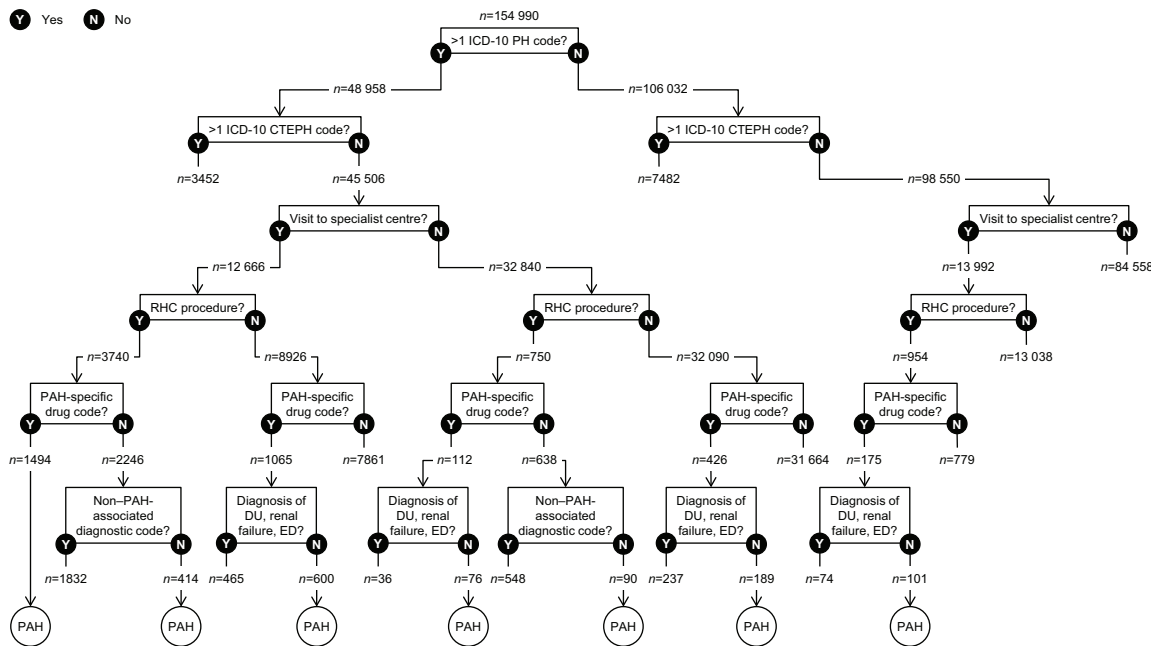 Y Yes N No
n=154 990
>1 ICD-10 PH code?
Y N
n=48 958 n=106 032
>1 ICD-10 CTEPH code? >1 ICD-10 CTEPH code?
Y N Y N
n=3452 n=45 506 n=7482 n=98 550
Visit to specialist centre? Visit to specialist centre?
Y N Y N
n=12 666 n=32 840 n=13 992 n=84 558
RHC procedure? RHC procedure? RHC procedure?
Y N Y N Y N
n=3740 n=8926 n=750 n=32 090 n=954 n=13 038
PAH-specific PAH-specific PAH-specific PAH-specific PAH-specific
drug code? drug code? drug code? drug code? drug code?
Y N Y N Y N Y N Y N
n=1494 n=2246 n=1065 n=7861 n=112 n=638 n=426 n=31 664 n=175 n=779
Non–PAH- Diagnosis of Diagnosis of Non–PAH- Diagnosis of Diagnosis of
associated DU, renal DU, renal associated DU, renal DU, renal
diagnostic code? failure, ED? failure, ED? diagnostic code? failure, ED? failure, ED?
Y N Y N Y N Y N Y N Y N
n=1832 n=414 n=465 n=600 n=36 n=76 n=548 n=90 n=237 n=189 n=74 n=101
PAH PAH PAH PAH PAH PAH PAH